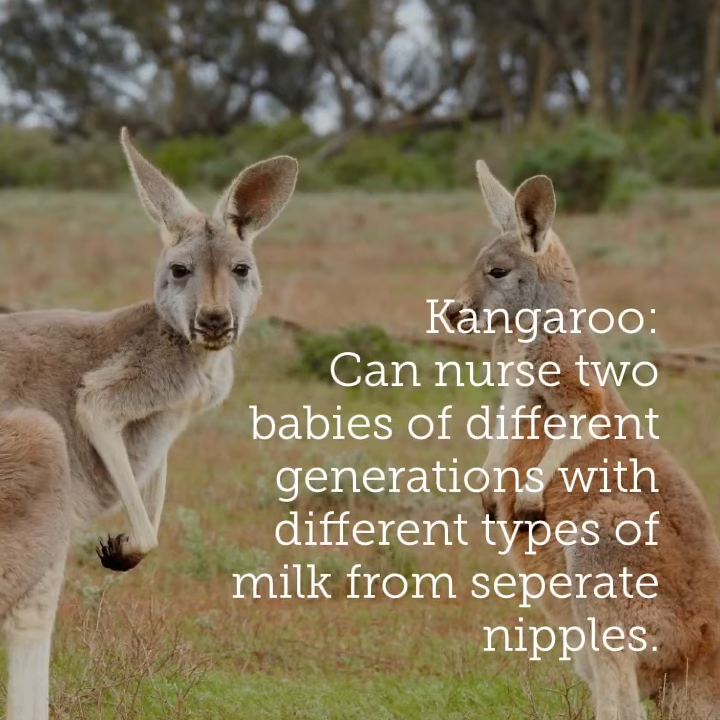 Kangaroo:
Can nurse two
babies of different
generations with
different types of
milk from seperate
nipples.